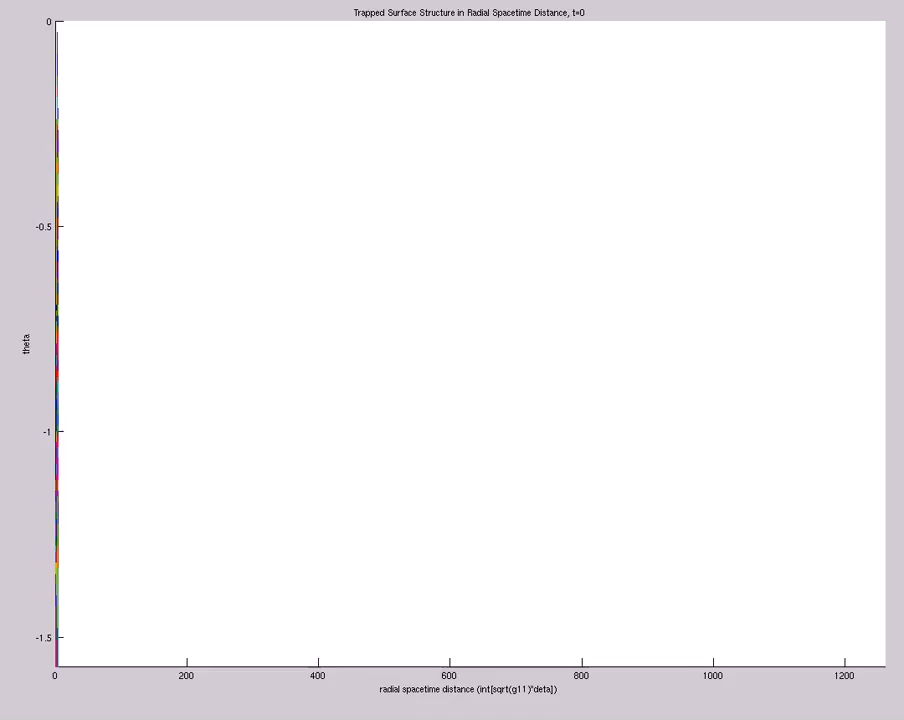 Trapped Surface Structure in Radial Spacetime Distance, t=0
0
-0.5
theta
-1
-1.5
0 200 400 600 800 1000 1200
radial spacetime distance (int[sqrt(g11)*deta])